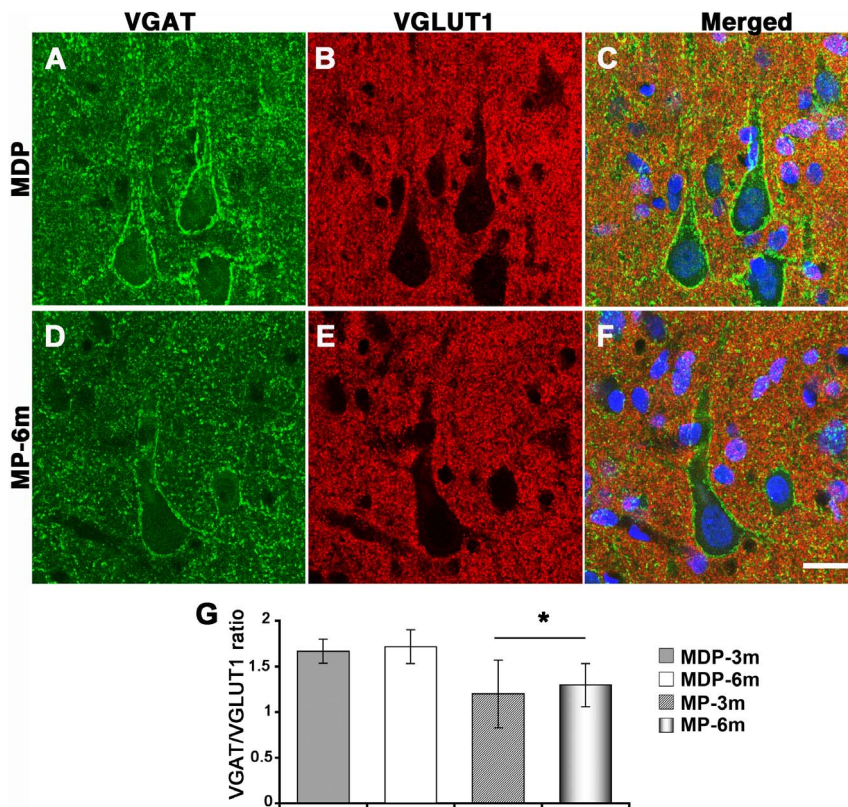 VGAT VGLUT1 Merged
MDP
A B C
MP-6m
D E F
G
VGAT/VGLUT1 ratio
2
1.5
1
0.5
0
*
MDP-3m
MDP-6m
MP-3m
MP-6m